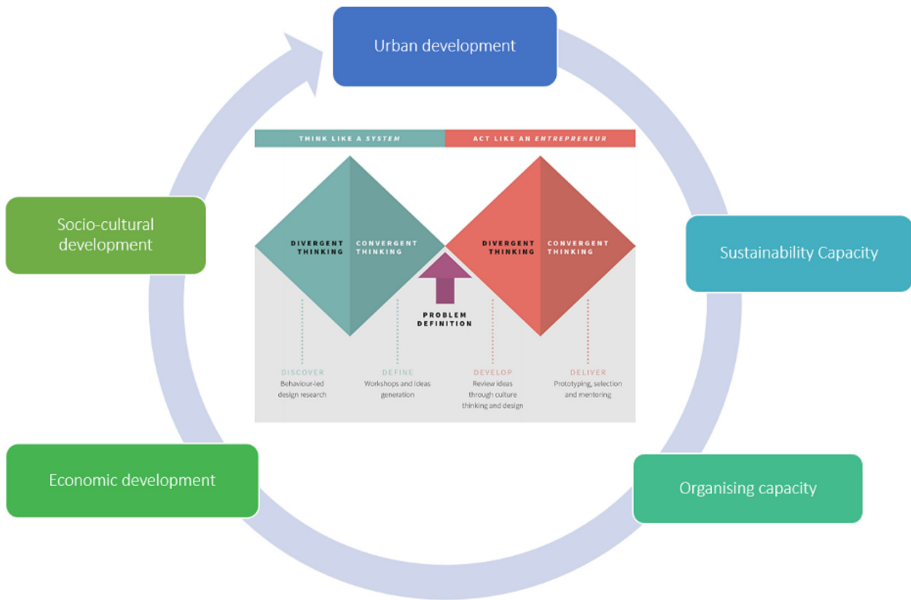 Urban development
THINK LIKE A SYSTEM
ACT LIKE AN ENTREPRENEUR
Socio-cultural
development
DIVERGENT
THINKING
CONVERGENT
THINKING
DIVERGENT
THINKING
CONVERGENT
THINKING
Sustainability Capacity
PROBLEM
DEFINITION
DISCOVER
Behaviour-led
design research
DEFINE
Workshops and ideas
generation
DEVELOP
Review ideas
through culture
thinking and design
DELIVER
Prototyping, selection
and mentoring
Economic development
Organising capacity